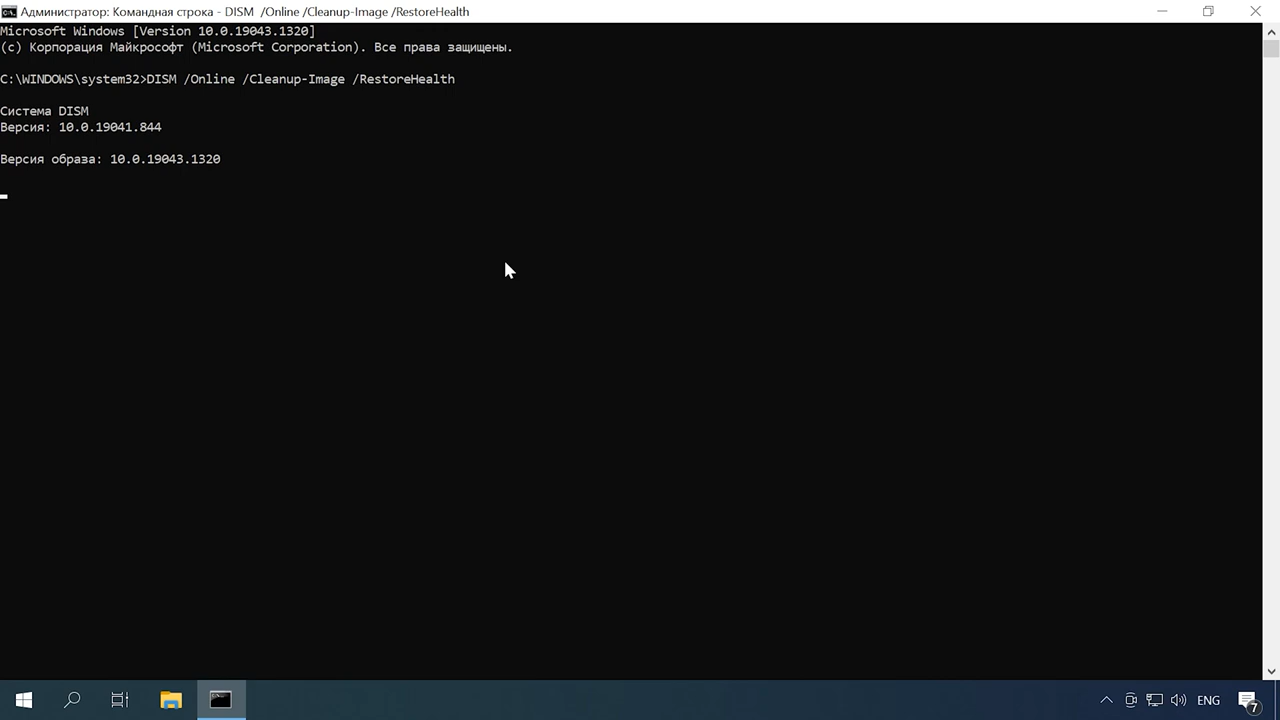 Администратор: Командная строка - DISM  /Online /Cleanup-Image /RestoreHealth
Microsoft Windows [Version 10.0.19043.1320]
(c) Корпорация Майкрософт (Microsoft Corporation). Все права защищены.
C:\WINDOWS\system32>DISM /Online /Cleanup-Image /RestoreHealth
Cистема DISM
Версия: 10.0.19041.844
Версия образа: 10.0.19043.1320
ENG
7